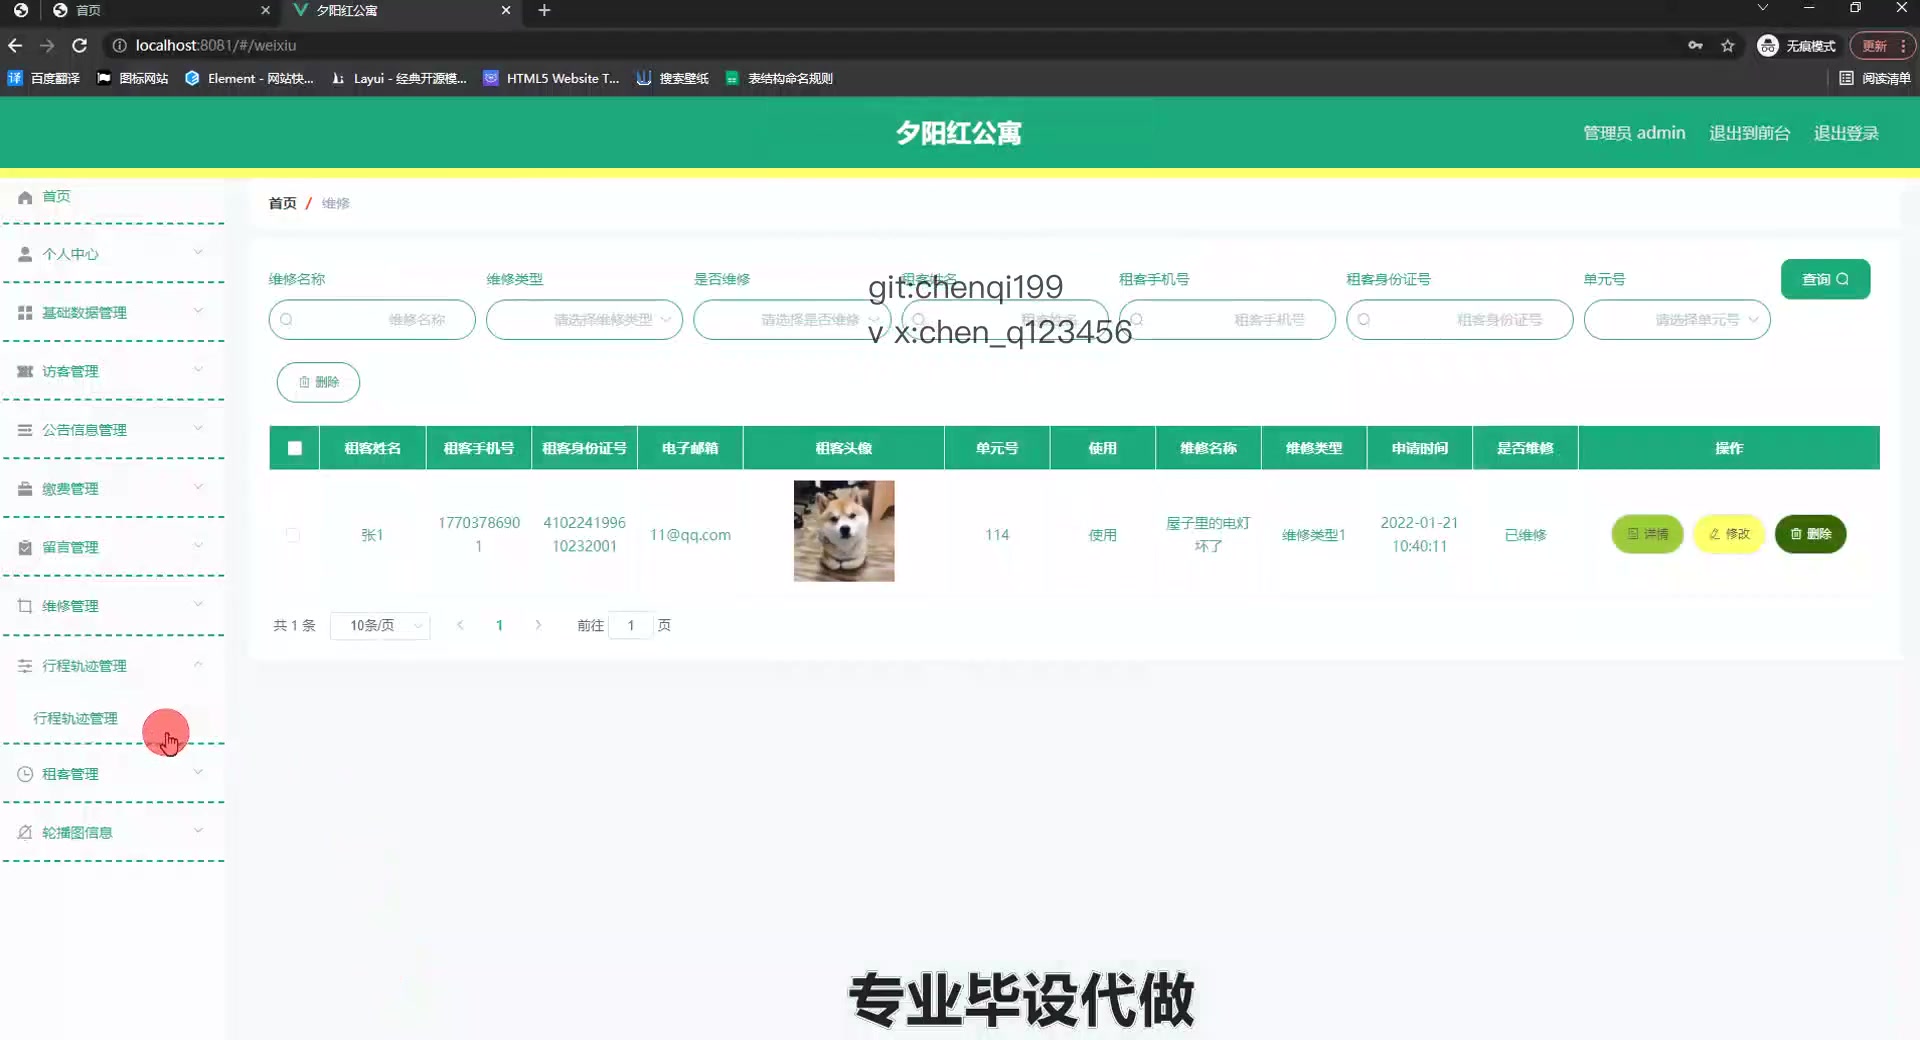 首页
夕阳红公寓
localhost:8081/#/weixiu
无痕模式
更新
百度翻译
图标网站
Element - 网站快...
Layui - 经典开源模...
HTML5 Website T...
搜索壁纸
表结构命名规则
阅读清单
夕阳红公寓
管理员 admin
退出到前台
退出登录
首页
个人中心
基础数据管理
访客管理
公告信息管理
缴费管理
留言管理
维修管理
行程轨迹管理
行程轨迹管理
租客管理
轮播图信息
首页 / 维修
维修名称
维修类型
是否维修
租客姓名
租客手机号
租客身份证号
单元号
查询
维修名称
请选择维修类型
请选择是否维修
租客姓名
租客手机号
租客身份证号
请选择单元号
git:chenqi199
v x:chen_q123456
删除
租客姓名 租客手机号 租客身份证号 电子邮箱 租客头像 单元号 使用 维修名称 维修类型 申请时间 是否维修 操作
张1
1770378690
1
4102241996
10232001
11@qq.com
114
使用
屋子里的电灯
坏了
维修类型1
2022-01-21
10:40:11
已维修
详情
修改
删除
共 1 条
10条/页
1
前往 1 页
专业毕设代做